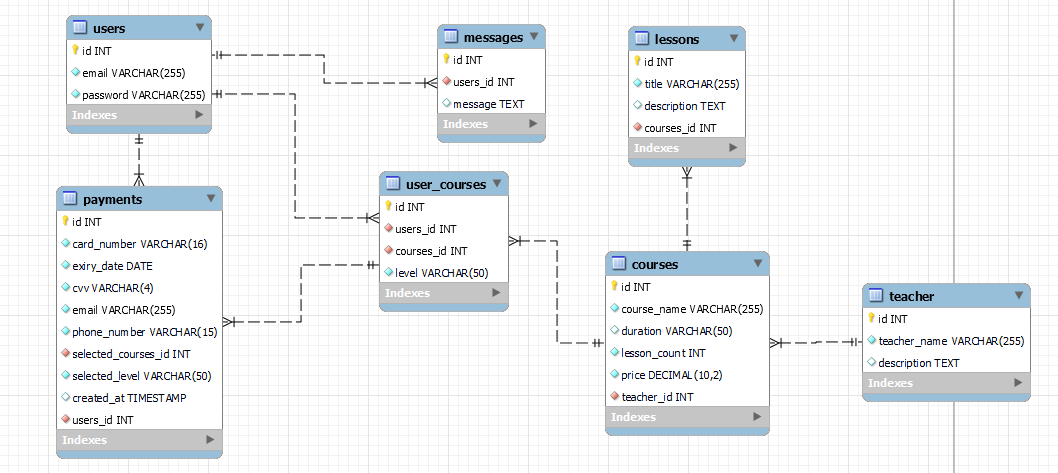 users
id INT
email VARCHAR(255)
password VARCHAR(255)
Indexes
messages
id INT
users_id INT
message TEXT
Indexes
lessons
id INT
title VARCHAR(255)
description TEXT
courses_id INT
Indexes
payments
id INT
card_number VARCHAR(16)
exiry_date DATE
cvv VARCHAR(4)
email VARCHAR(255)
phone_number VARCHAR(15)
selected_courses_id INT
selected_level VARCHAR(50)
created_at TIMESTAMP
users_id INT
Indexes
user_courses
id INT
users_id INT
courses_id INT
level VARCHAR(50)
Indexes
courses
id INT
course_name VARCHAR(255)
duration VARCHAR(50)
lesson_count INT
price DECIMAL(10,2)
teacher_id INT
Indexes
teacher
id INT
teacher_name VARCHAR(255)
description TEXT
Indexes